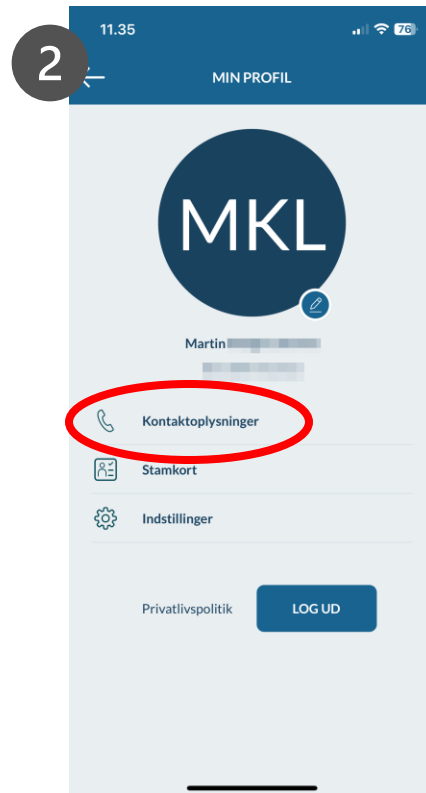 2
11.35 76
MIN PROFIL
MKL
Martin
Kontaktoplysninger
Stamkort
Indstillinger
Privatlivspolitik LOG UD